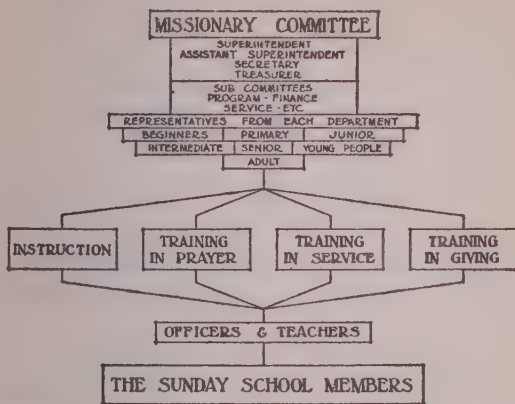 MISSIONARY COMMITTEE
SUPERINTENDENT
ASSISTANT SUPERINTENDENT
SECRETARY
TREASURER
SUB COMMITTEES
PROGRAM - FINANCE
SERVICE - ETC
REPRESENTATIVES FROM EACH DEPARTMENT
BEGINNERS PRIMARY JUNIOR
INTERMEDIATE SENIOR YOUNG PEOPLE
ADULT
INSTRUCTION
TRAINING
IN PRAYER
TRAINING
IN SERVICE
TRAINING
IN GIVING
OFFICERS & TEACHERS
THE SUNDAY SCHOOL MEMBERS